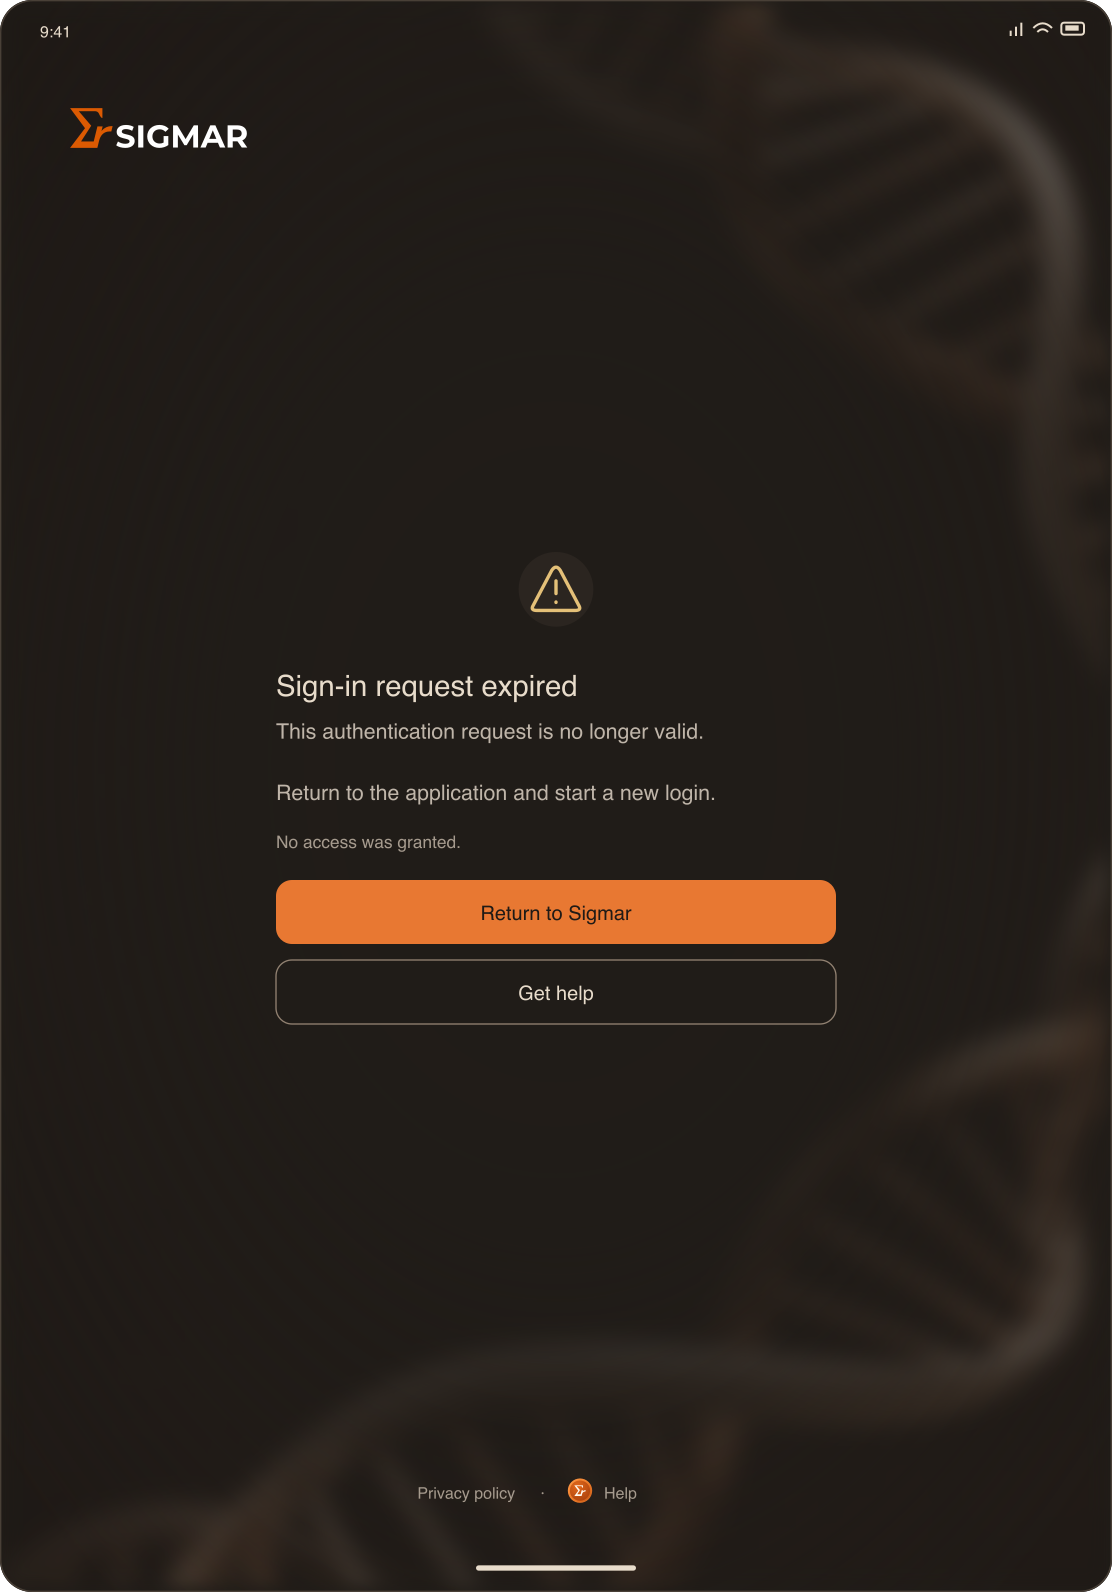 9:41
SIGMAR
Sign-in request expired
This authentication request is no longer valid.
Return to the application and start a new login.
No access was granted.
Return to Sigmar
Get help
Privacy policy · Help